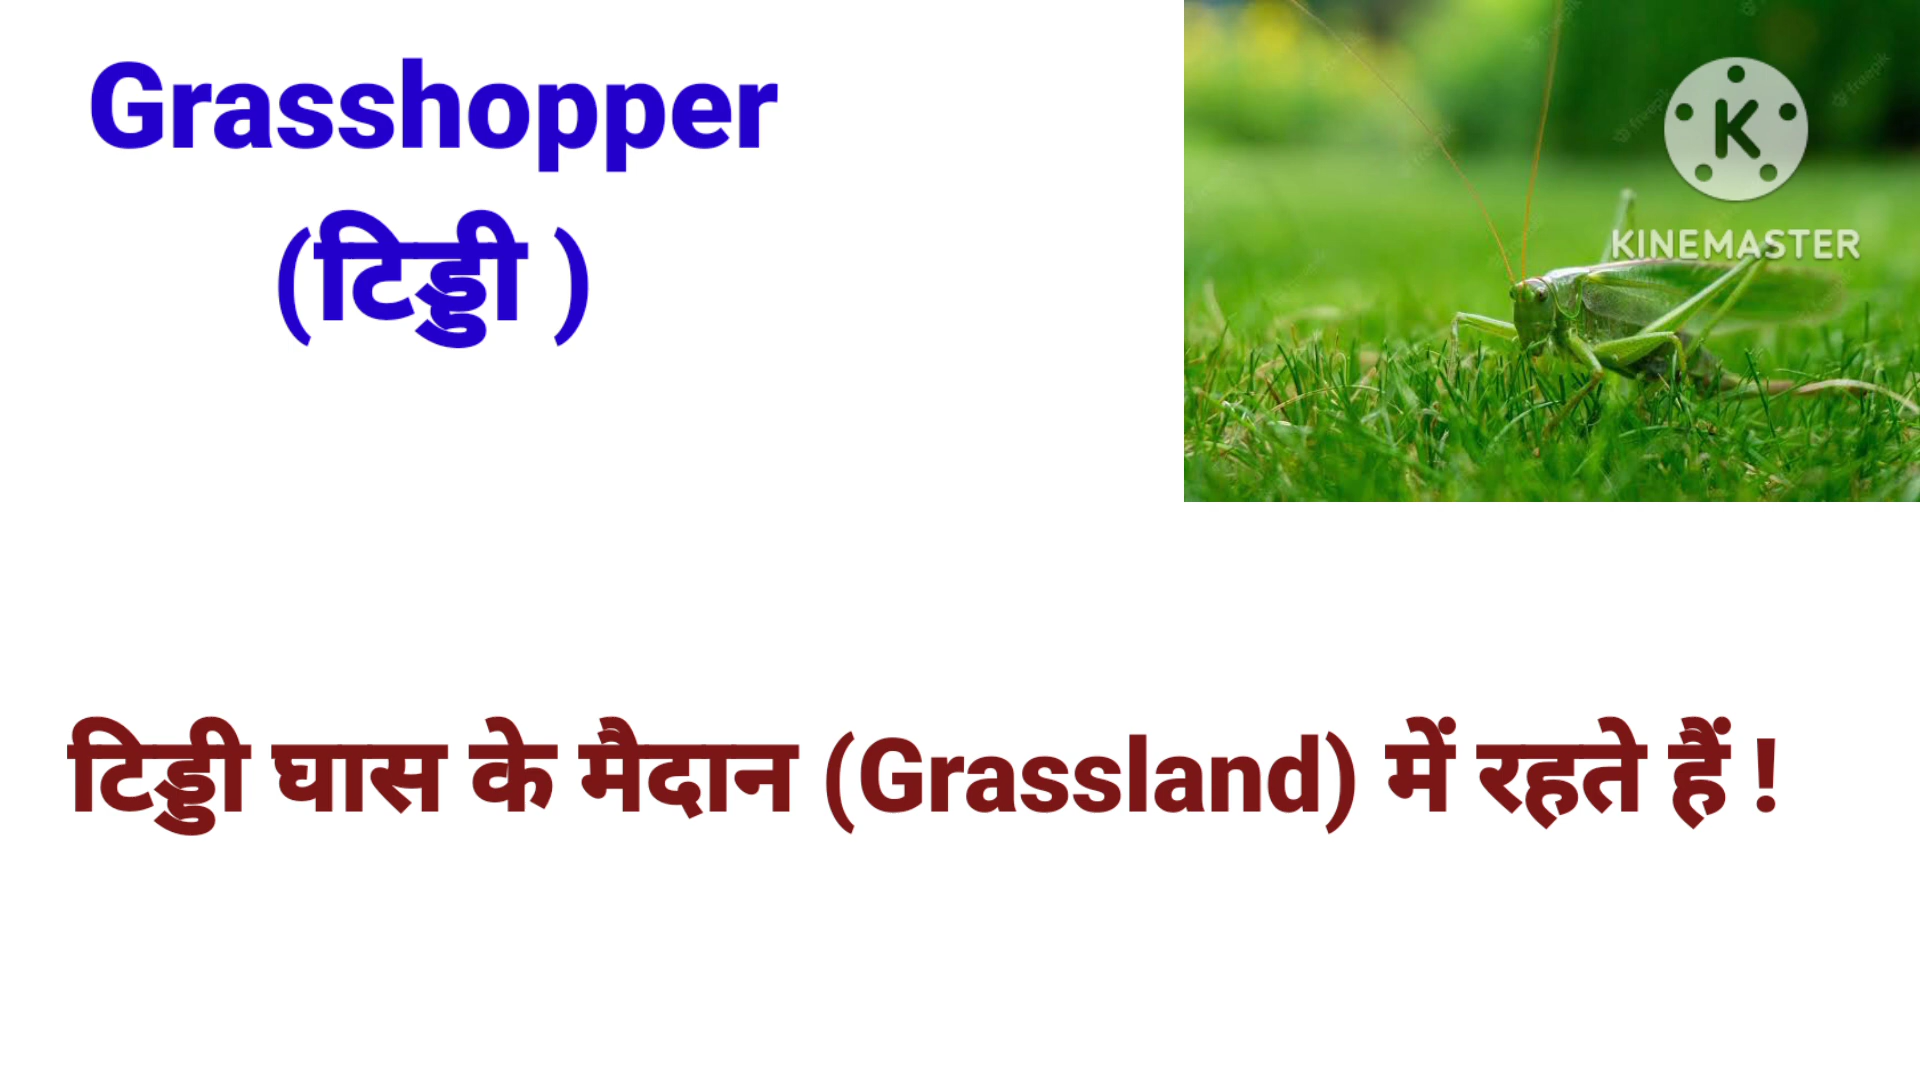 Grasshopper
(टिड्डी )
K
KINEMASTER
टिड्डी घास के मैदान (Grassland) में रहते हैं !